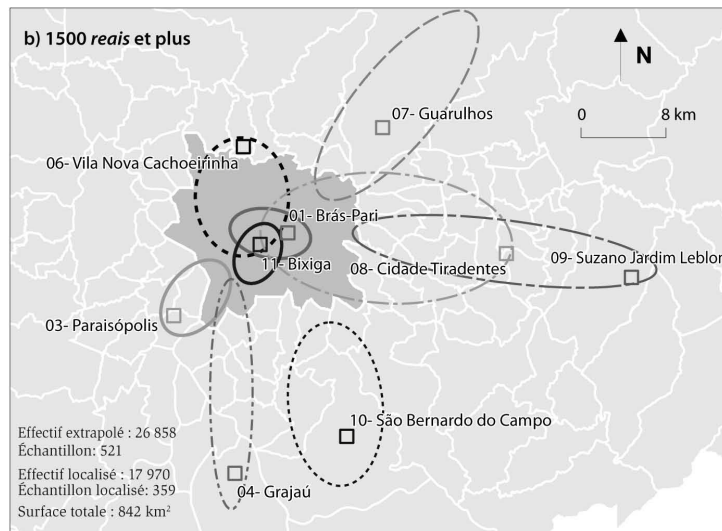 b) 1500 reais et plus
N
0 8 km
07- Guarulhos
06- Vila Nova Cachoeirinha
01- Brás-Pari
11- Bixiga
08- Cidade Tiradentes
09- Suzano Jardim Leblon
03- Paraisópolis
10- São Bernardo do Campo
04- Grajaú
Effectif extrapolé : 26 858
Échantillon: 521
Effectif localisé : 17 970
Échantillon localisé: 359
Surface totale : 842 km²